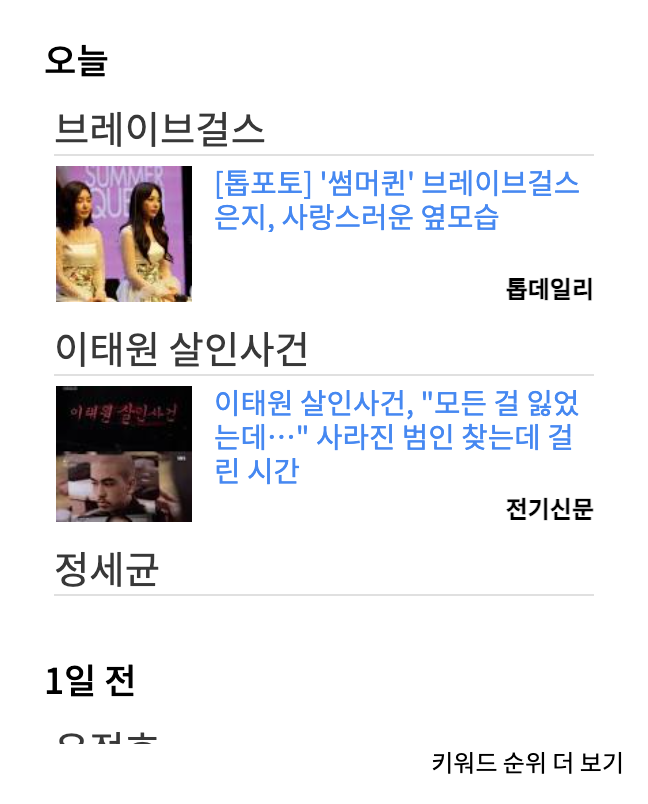 오늘
브레이브걸스
SUMMER
QUE
[톱포토] '썸머퀸' 브레이브걸스
은지, 사랑스러운 옆모습
톱데일리
이태원 살인사건
이태원 살인사건
이태원 살인사건, "모든 걸 잃었
는데…" 사라진 범인 찾는데 걸
린 시간
전기신문
정세균
1일 전
키워드 순위 더 보기